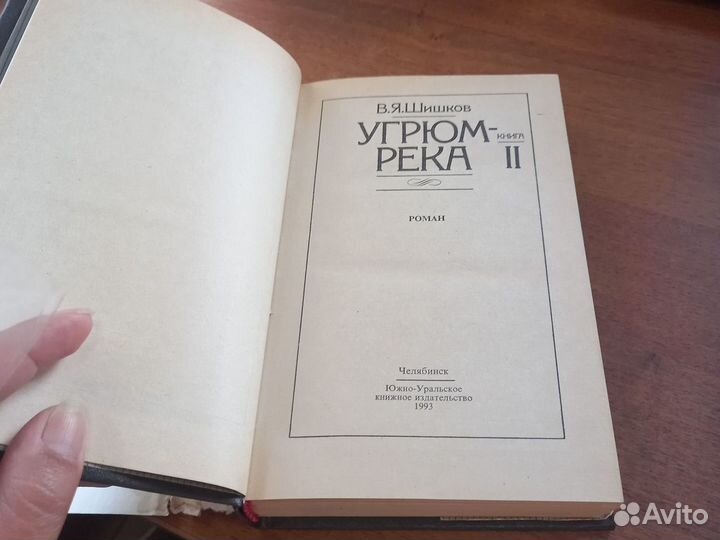 В.Я.Шишков
УГРЮМ-
РЕКА
КНИГА
II
РОМАН
Челябинск
Южно-Уральское
книжное издательство
1993
Avito